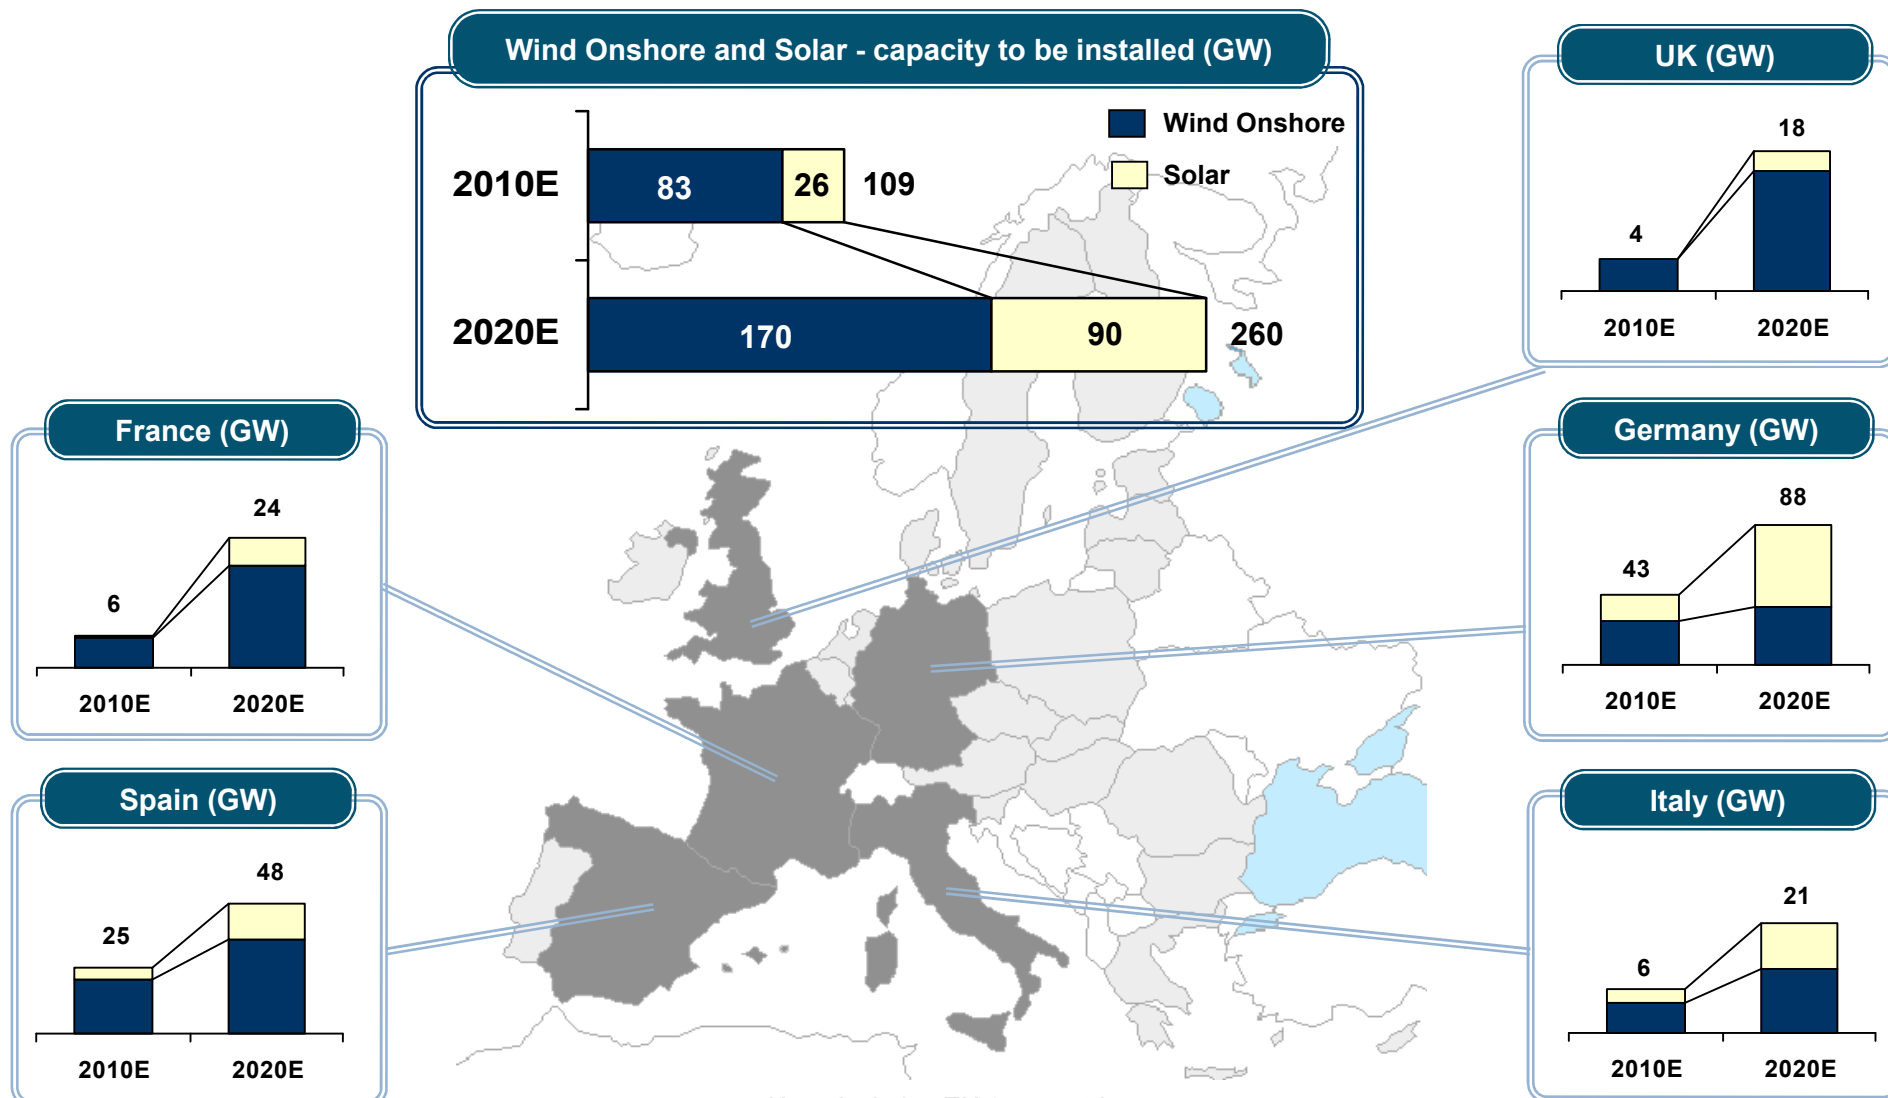 Wind Onshore and Solar - capacity to be installed (GW)
Wind Onshore
Solar
2010E
83
26
109
2020E
170
90
260
UK (GW)
18
4
2010E
2020E
France (GW)
24
6
2010E
2020E
Germany (GW)
88
43
2010E
2020E
Spain (GW)
48
25
2010E
2020E
Italy (GW)
21
6
2010E
2020E